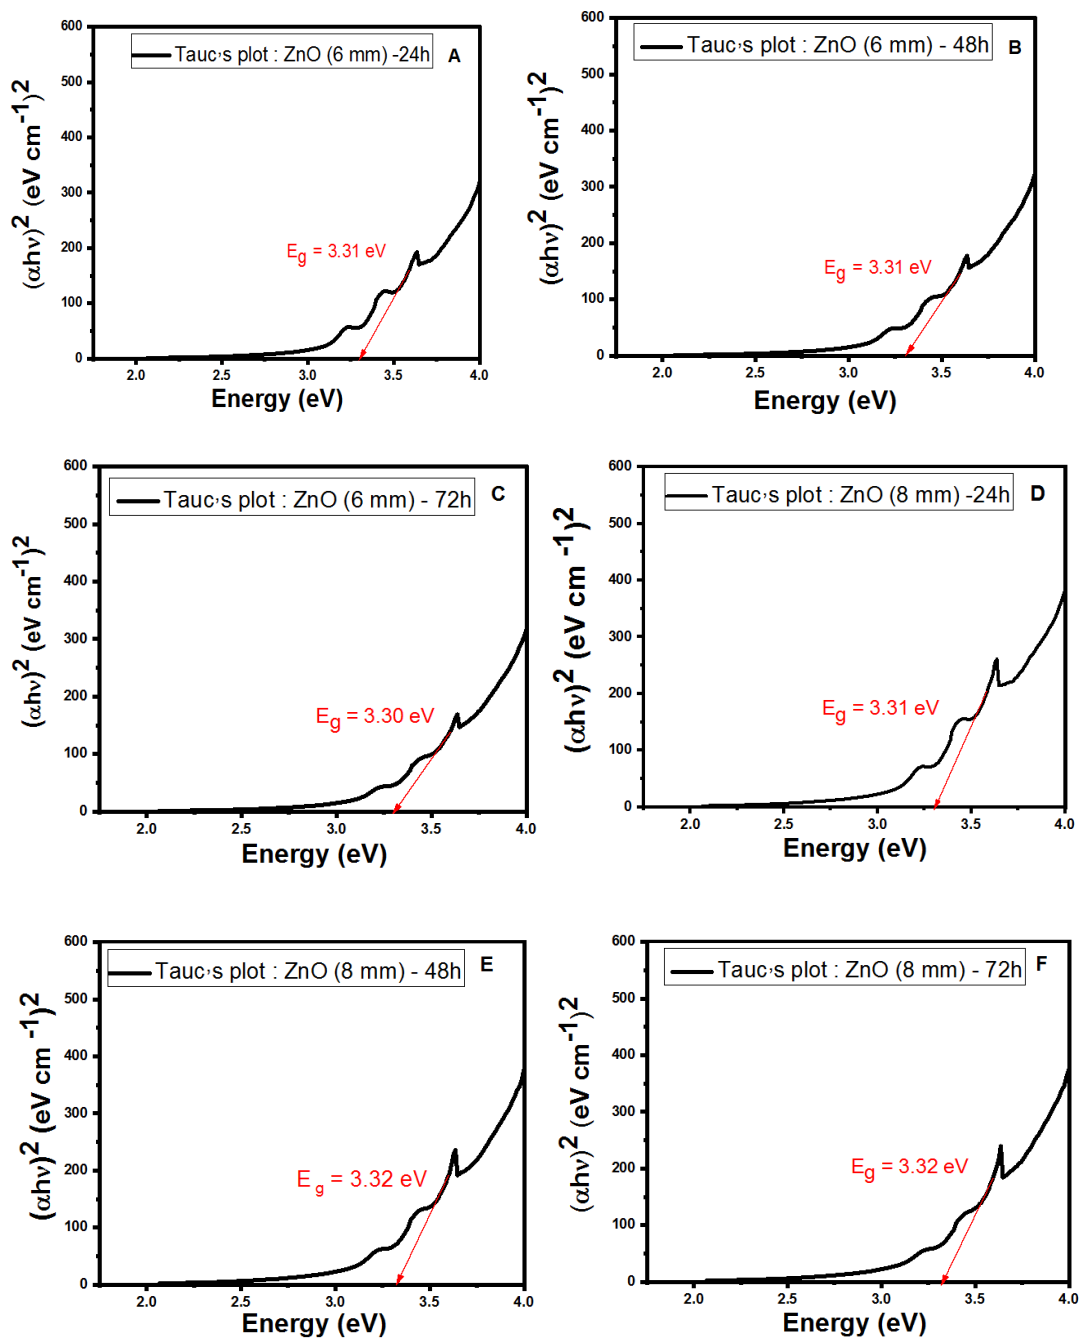 Tauc,s plot : ZnO (6 mm) -24h
A
(αhν)² (eV cm⁻¹)²
600
500
400
300
200
100
0
E_g = 3.31 eV
2.0 2.5 3.0 3.5 4.0
Energy (eV)
Tauc,s plot : ZnO (6 mm) - 48h
B
(αhν)² (eV cm⁻¹)²
600
500
400
300
200
100
0
E_g = 3.31 eV
2.0 2.5 3.0 3.5 4.0
Energy (eV)
Tauc,s plot : ZnO (6 mm) - 72h
C
(αhν)² (eV cm⁻¹)²
600
500
400
300
200
100
0
E_g = 3.30 eV
2.0 2.5 3.0 3.5 4.0
Energy (eV)
Tauc,s plot : ZnO (8 mm) -24h
D
(αhν)² (eV cm ⁻¹)²
600
500
400
300
200
100
0
E_g = 3.31 eV
2.0 2.5 3.0 3.5 4.0
Energy (eV)
Tauc,s plot : ZnO (8 mm) - 48h
E
(αhν)² (eV cm⁻¹)²
600
500
400
300
200
100
0
E_g = 3.32 eV
2.0 2.5 3.0 3.5 4.0
Energy (eV)
Tauc,s plot : ZnO (8 mm) - 72h
F
(αhν)² (eV cm⁻¹)²
600
500
400
300
200
100
0
E_g = 3.32 eV
2.0 2.5 3.0 3.5 4.0
Energy (eV)